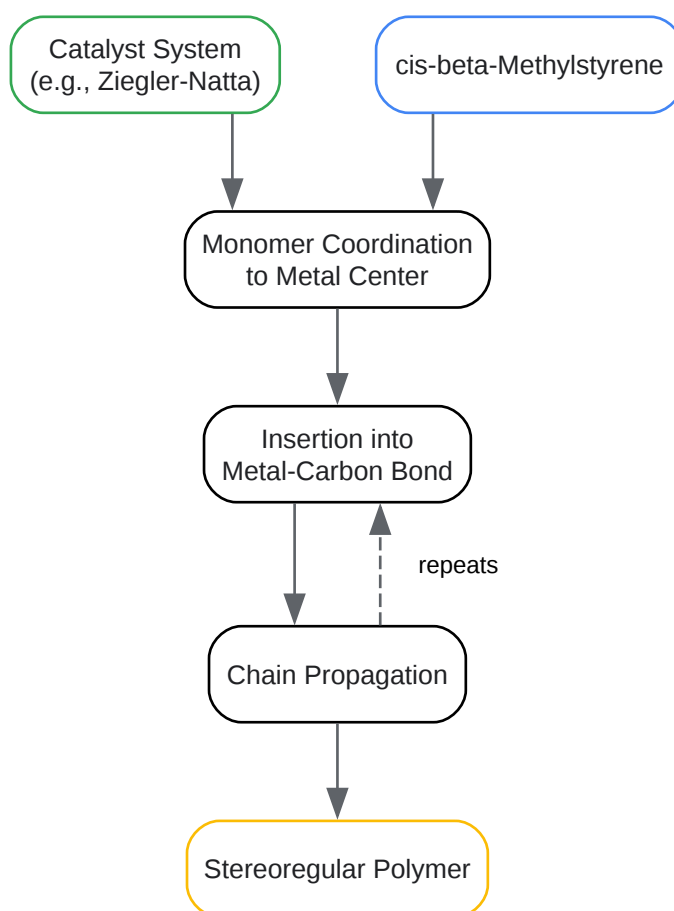 Catalyst System
(e.g., Ziegler-Natta)
cis-beta-Methylstyrene
Monomer Coordination
to Metal Center
Insertion into
Metal-Carbon Bond
repeats
Chain Propagation
Stereoregular Polymer